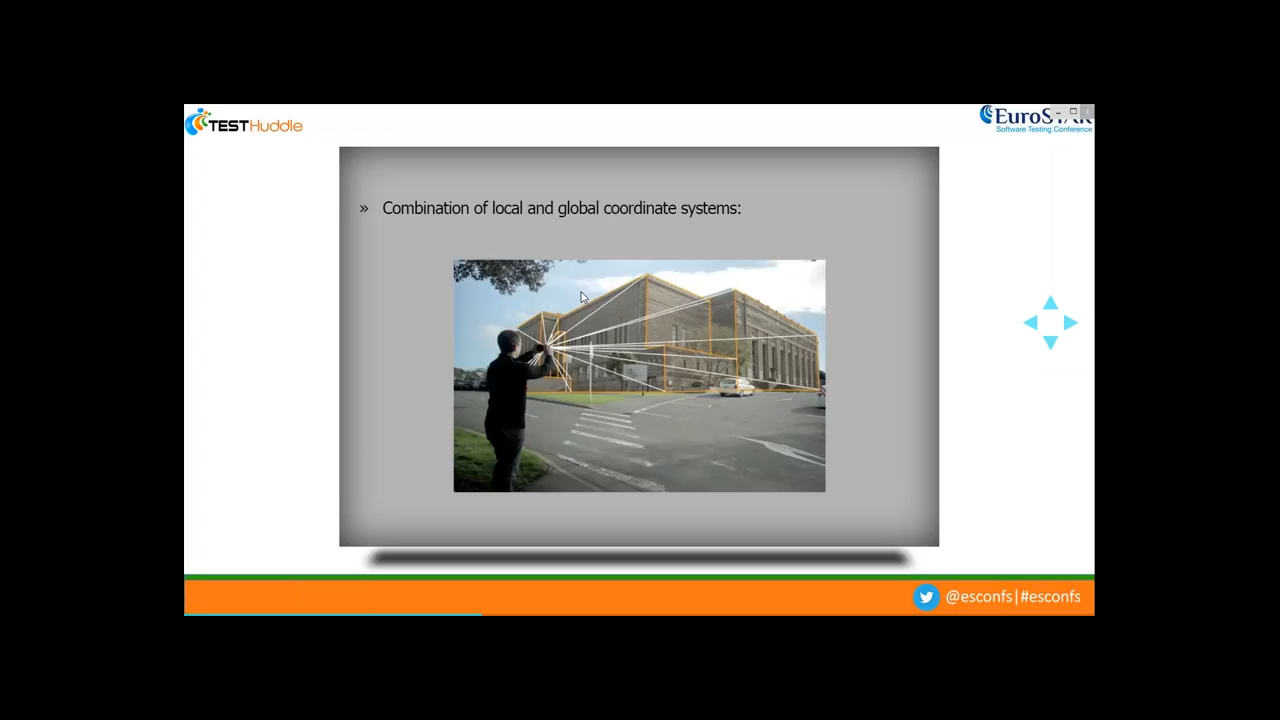 TESTHuddle
EuroSTAR
Software Testing Conference
» Combination of local and global coordinate systems:
@esconfs|#esconfs